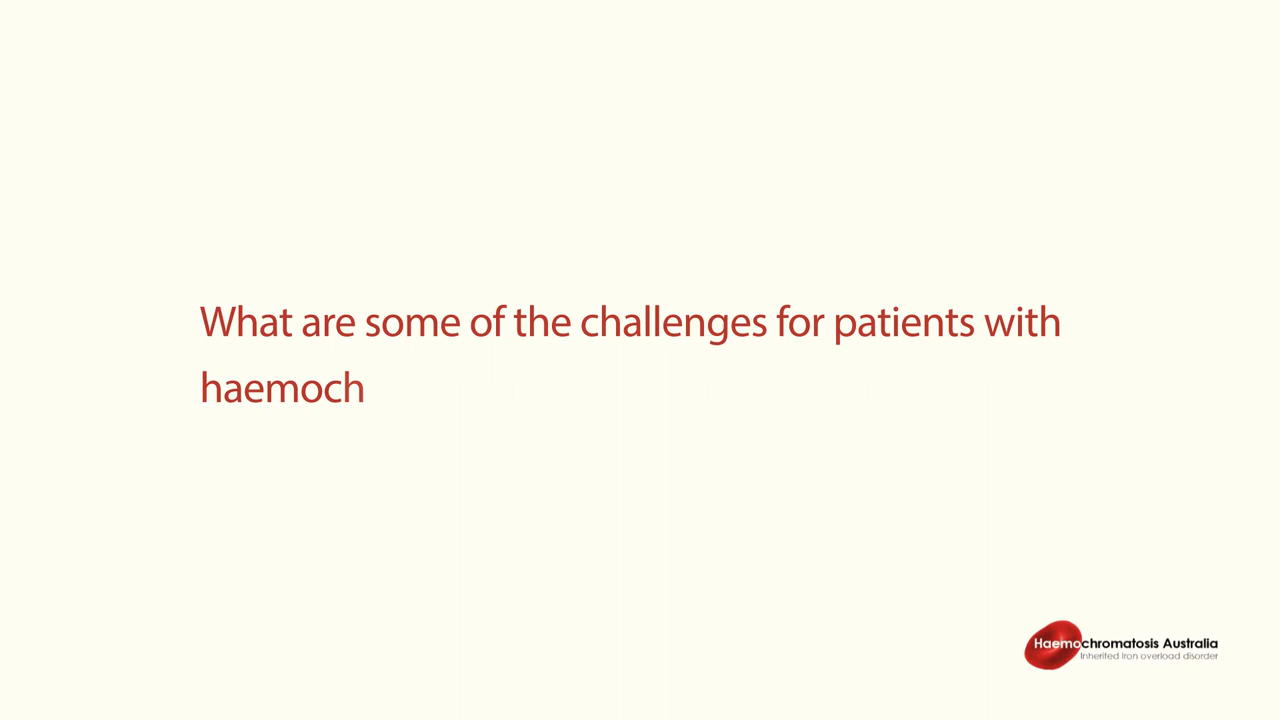 What are some of the challenges for patients with
haemoch
Haemochromatosis Australia
Inherited Iron overload disorder